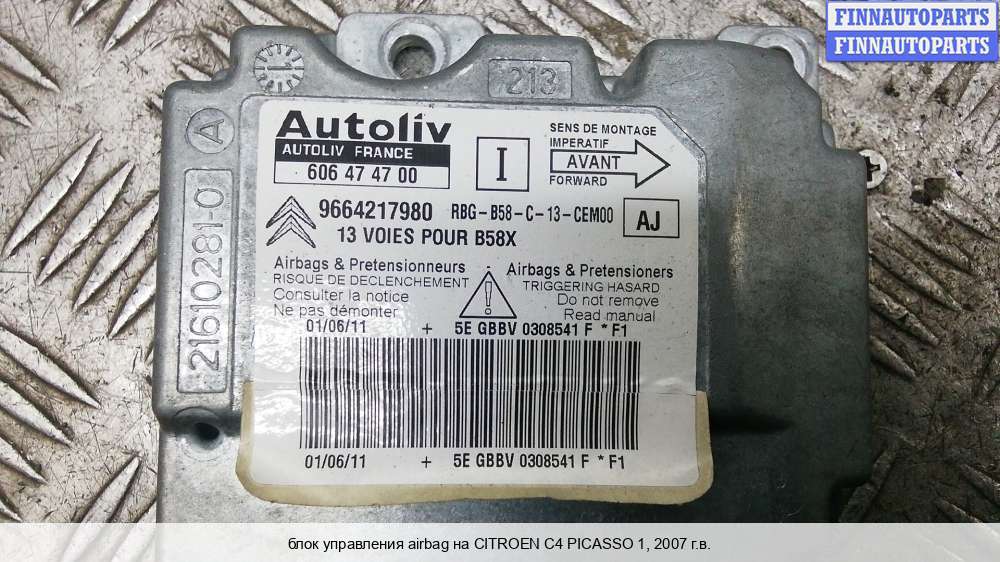 FINNAUTOPARTS
FINNAUTOPARTS
213
A
21610281-0
Autoliv
AUTOLIV FRANCE
606 47 47 00
I
SENS DE MONTAGE
IMPERATIF
AVANT
FORWARD
9664217980 RBG-B58-C-13-CEM00
AJ
13 VOIES POUR B58X
Airbags & Pretensionneurs
RISQUE DE DECLENCHEMENT
Consulter la notice
Ne pas démonter
!
Airbags & Pretensioners
TRIGGERING HASARD
Do not remove
Read manual
01/06/11 + 5E GBBV 0308541 F * F1
01/06/11 + 5E GBBV 0308541 F * F1
блок управления airbag на CITROEN C4 PICASSO 1, 2007 г.в.